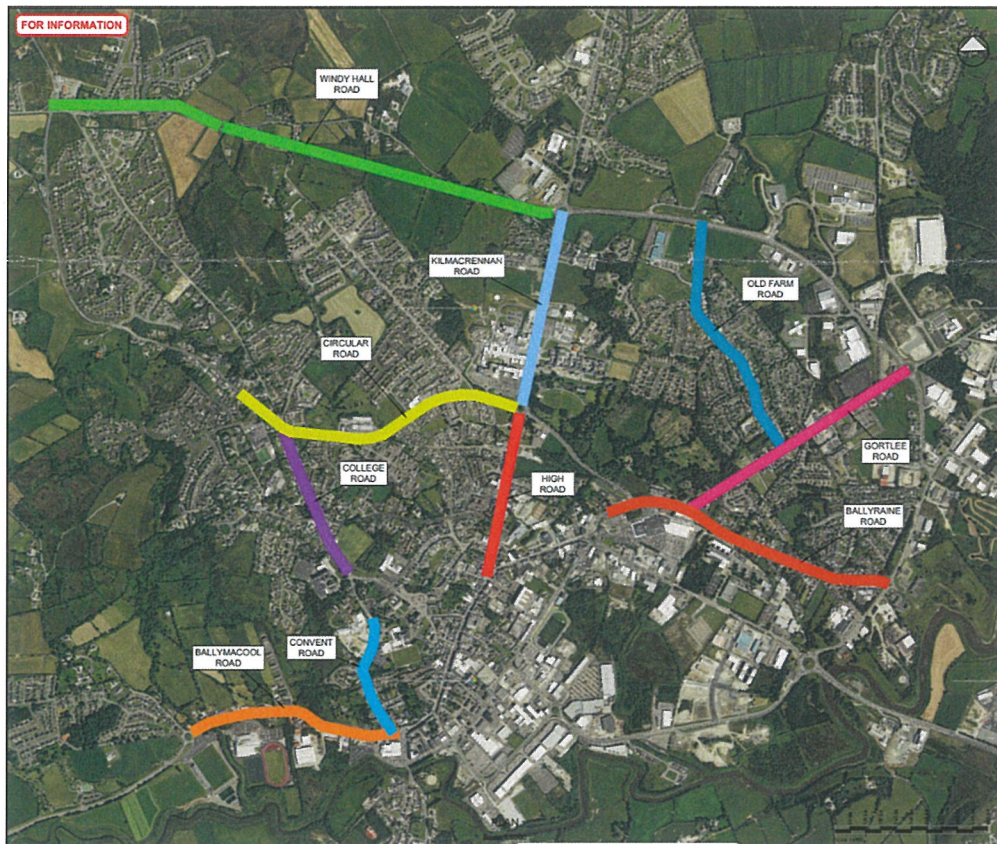 FOR INFORMATION
WINDY HALL
ROAD
KILMACRENNAN
ROAD
OLD FARM
ROAD
CIRCULAR
ROAD
COLLEGE
ROAD
HIGH
ROAD
GORTLEE
ROAD
BALLYRAINE
ROAD
CONVENT
ROAD
BALLYMACOOL
ROAD
PLAN